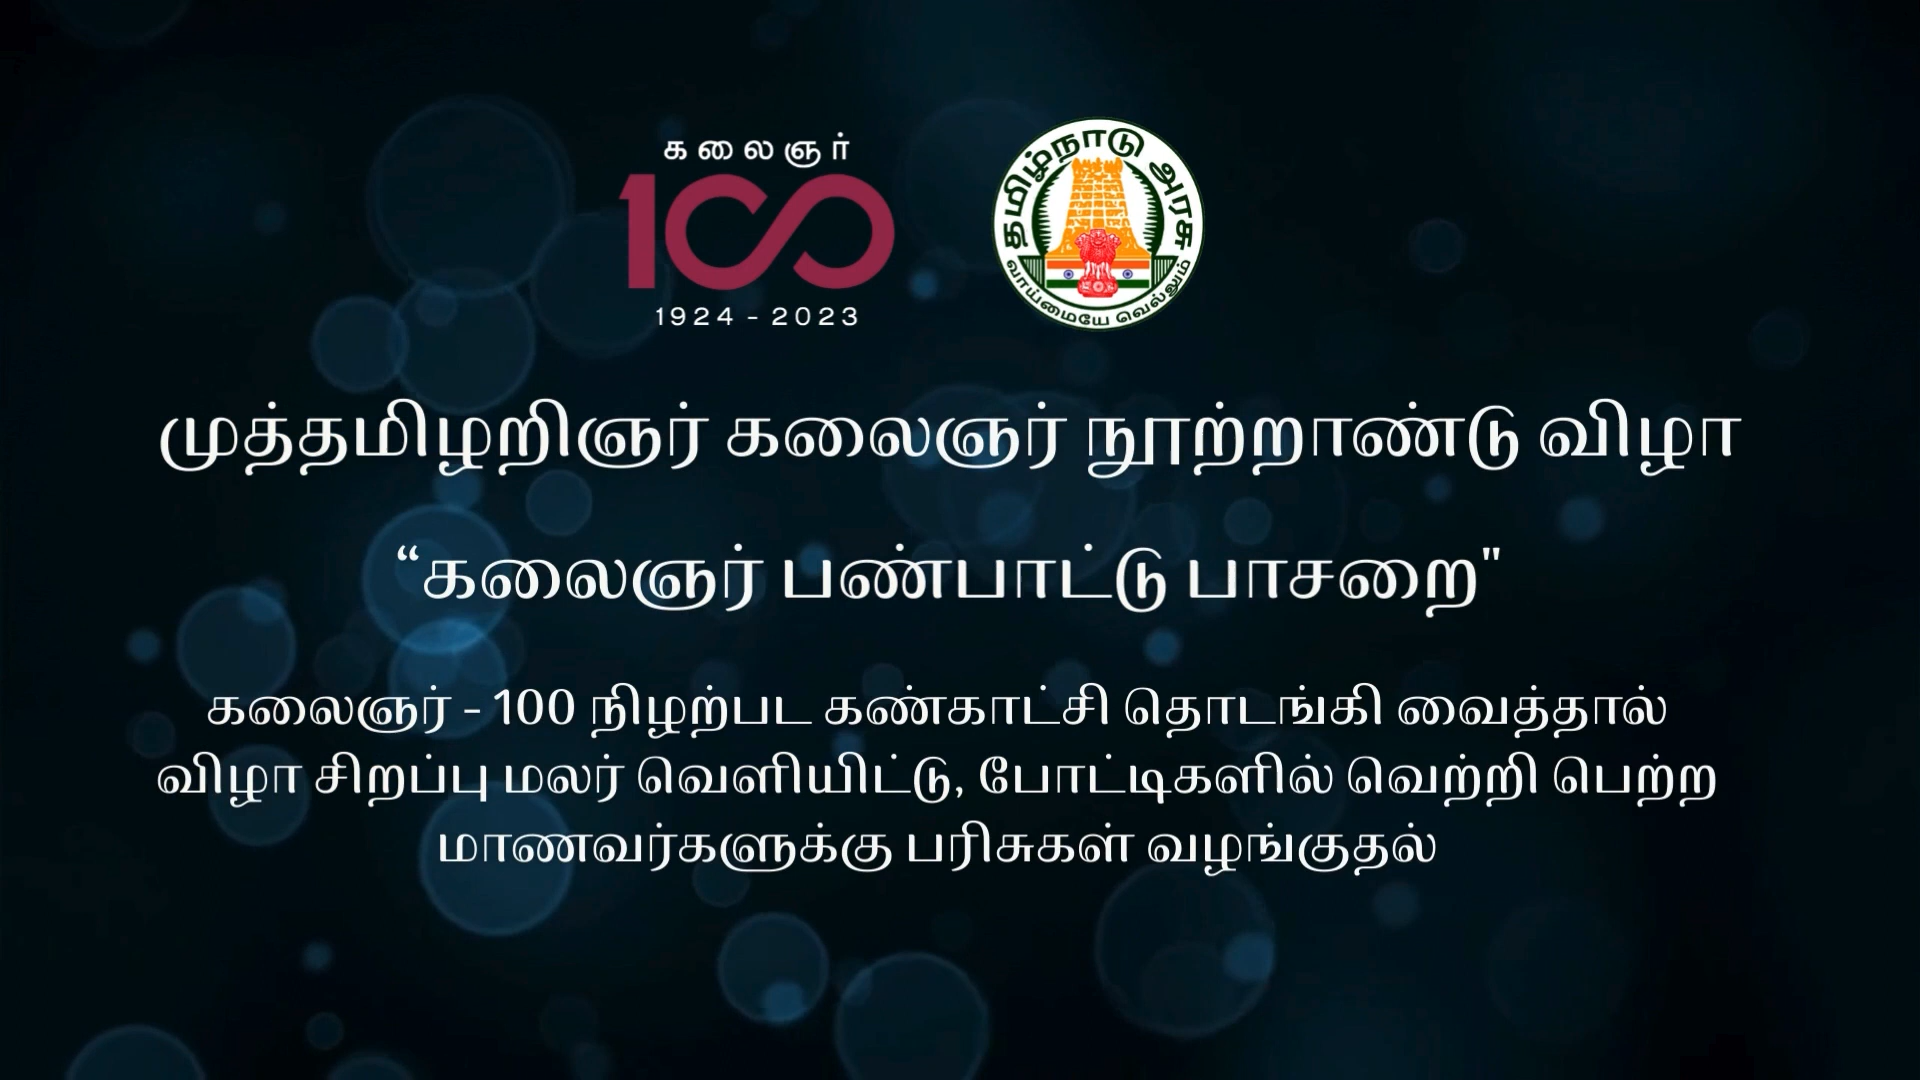 கலைஞர்
100
1924 - 2023
தமிழ்நாடு அரசு
வாய்மையே வெல்லும்
முத்தமிழறிஞர் கலைஞர் நூற்றாண்டு விழா
“கலைஞர் பண்பாட்டு பாசறை"
கலைஞர் - 100 நிழற்பட கண்காட்சி தொடங்கி வைத்தால்
விழா சிறப்பு மலர் வெளியிட்டு, போட்டிகளில் வெற்றி பெற்ற
மாணவர்களுக்கு பரிசுகள் வழங்குதல்